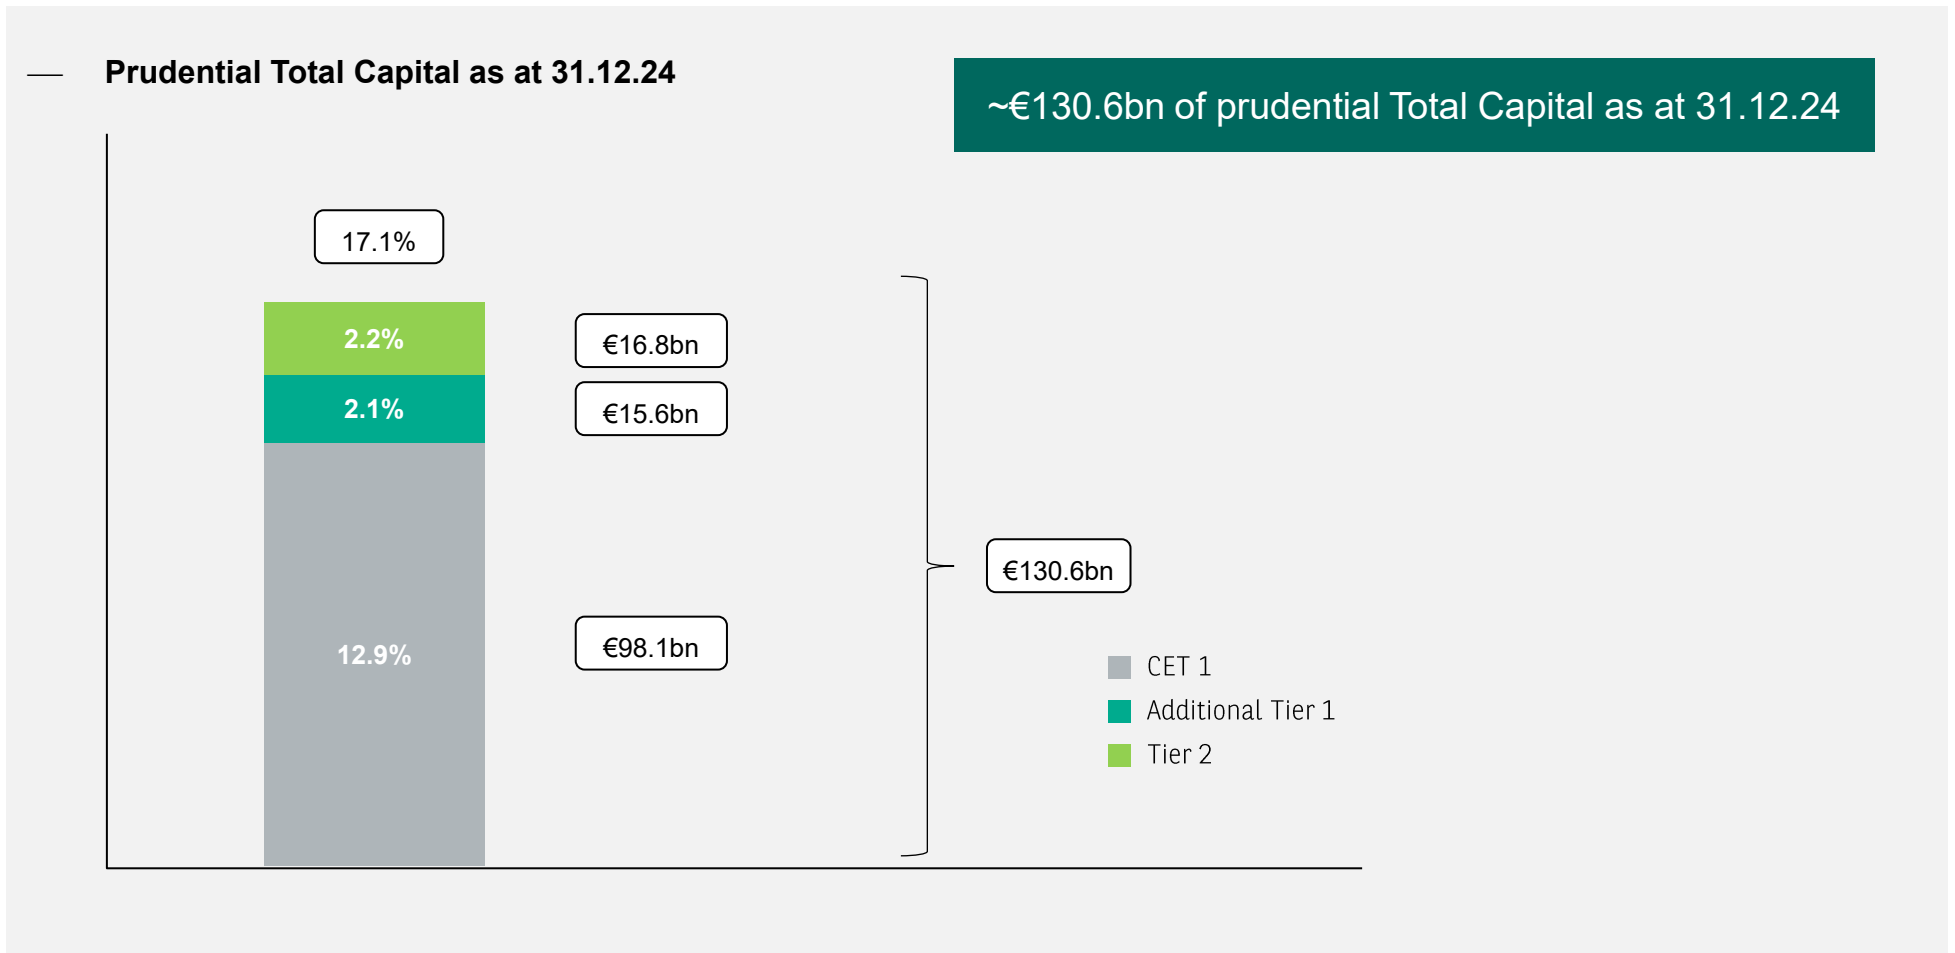 Prudential Total Capital as at 31.12.24
~€130.6bn of prudential Total Capital as at 31.12.24
17.1%
2.2%
€16.8bn
2.1%
€15.6bn
€130.6bn
12.9%
€98.1bn
CET 1
Additional Tier 1
Tier 2